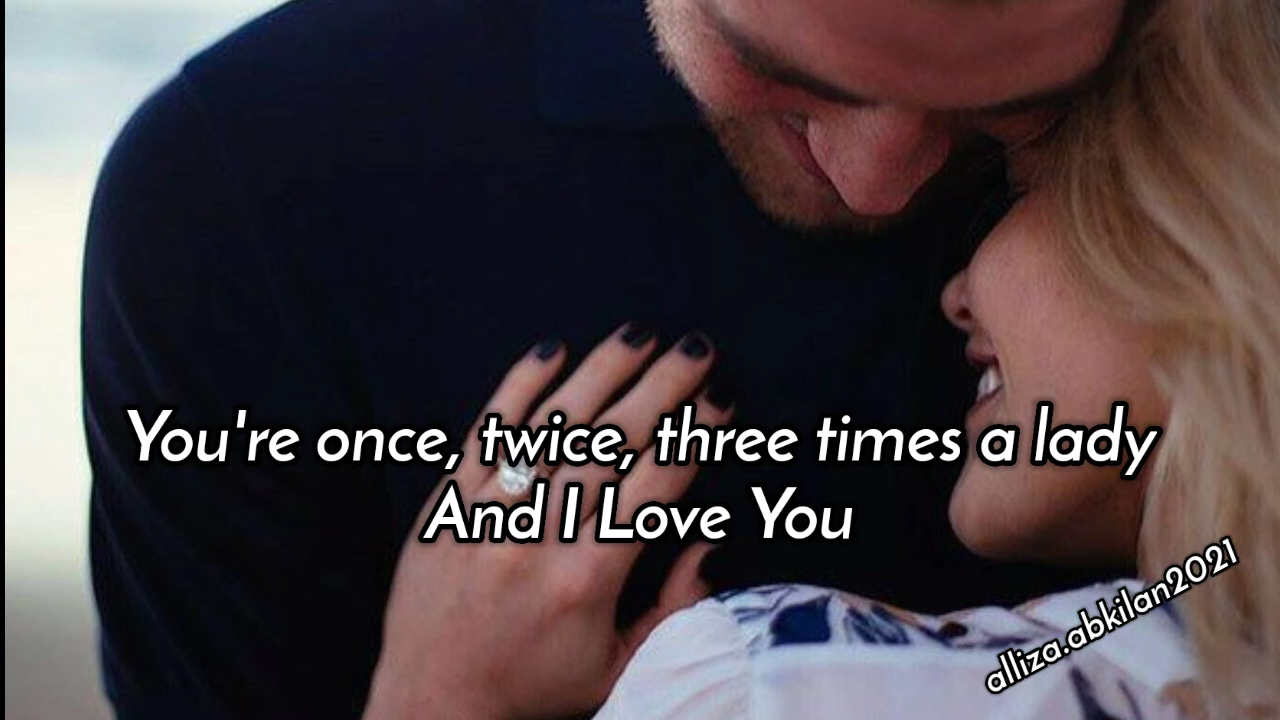 You're once, twice, three times a lady
And I Love You
alliza.abkilan2021